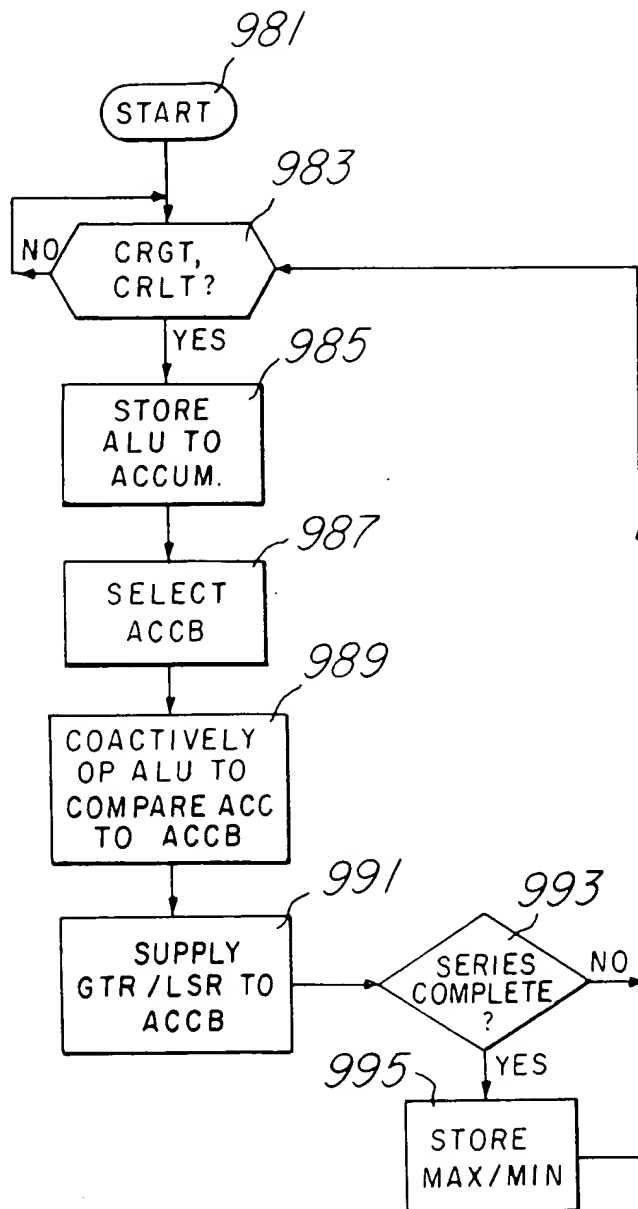 981
START
983
NO
CRGT,
CRLT?
YES
985
STORE
ALU TO
ACCUM.
987
SELECT
ACCB
989
COACTIVELY
OP ALU TO
COMPARE ACC
TO ACCB
991
SUPPLY
GTR/LSR TO
ACCB
993
SERIES
COMPLETE
?
NO
YES
995
STORE
MAX/MIN